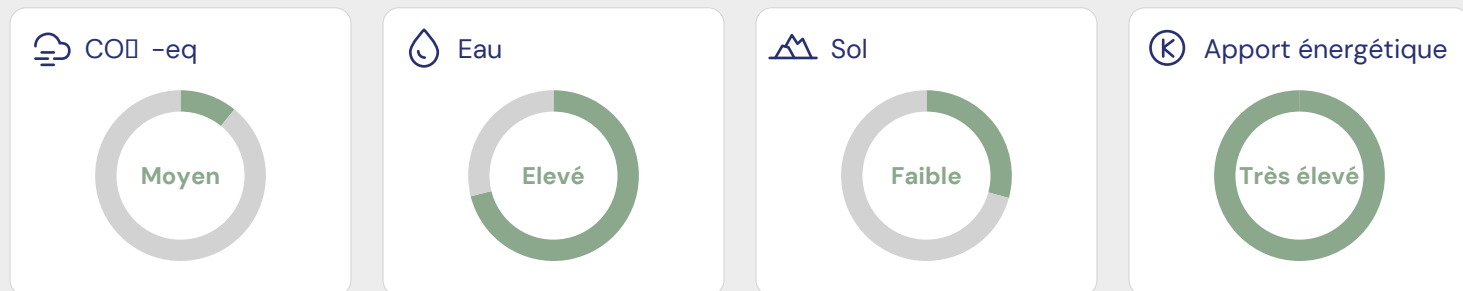 CO▯ -eq
Eau
Sol
Apport énergétique
Moyen
Elevé
Faible
Très élevé